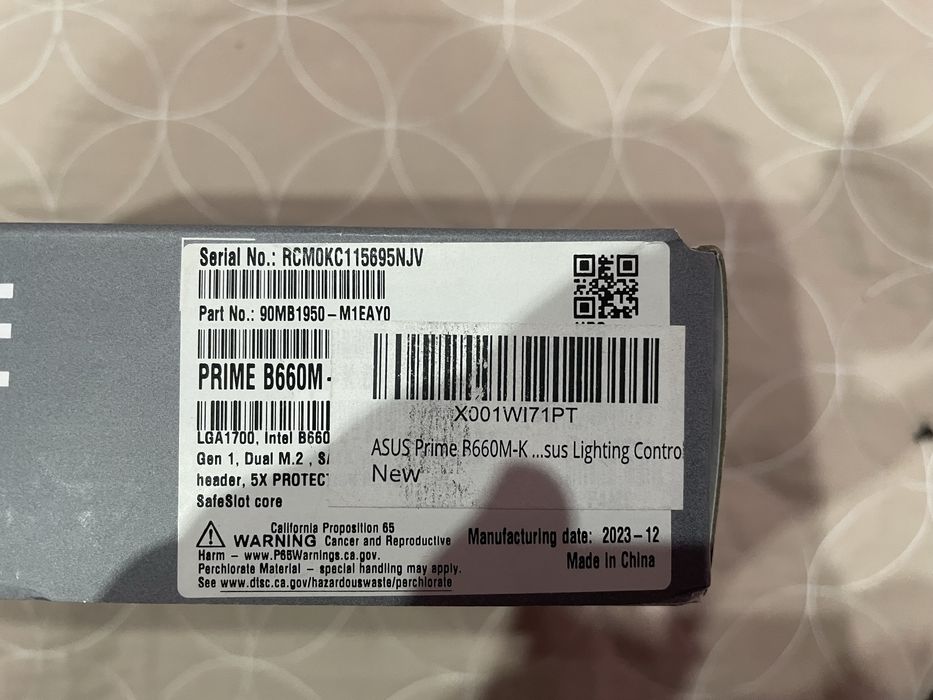 Serial No.: RCM0KC115695NJV
Part No.: 90MB1950-M1EAY0
PRIME B660M-
LGA1700, Intel B660
Gen 1, Dual M.2,
header, 5X PROTECT
SafeSlot core
X001WI71PT
ASUS Prime B660M-K ...sus Lighting Contro
New
California Proposition 65
WARNING Cancer and Reproductive
Harm - www.P65Warnings.ca.gov.
Perchlorate Material - special handling may apply.
See www.dtsc.ca.gov/hazardouswaste/perchlorate
Manufacturing date: 2023-12
Made in China